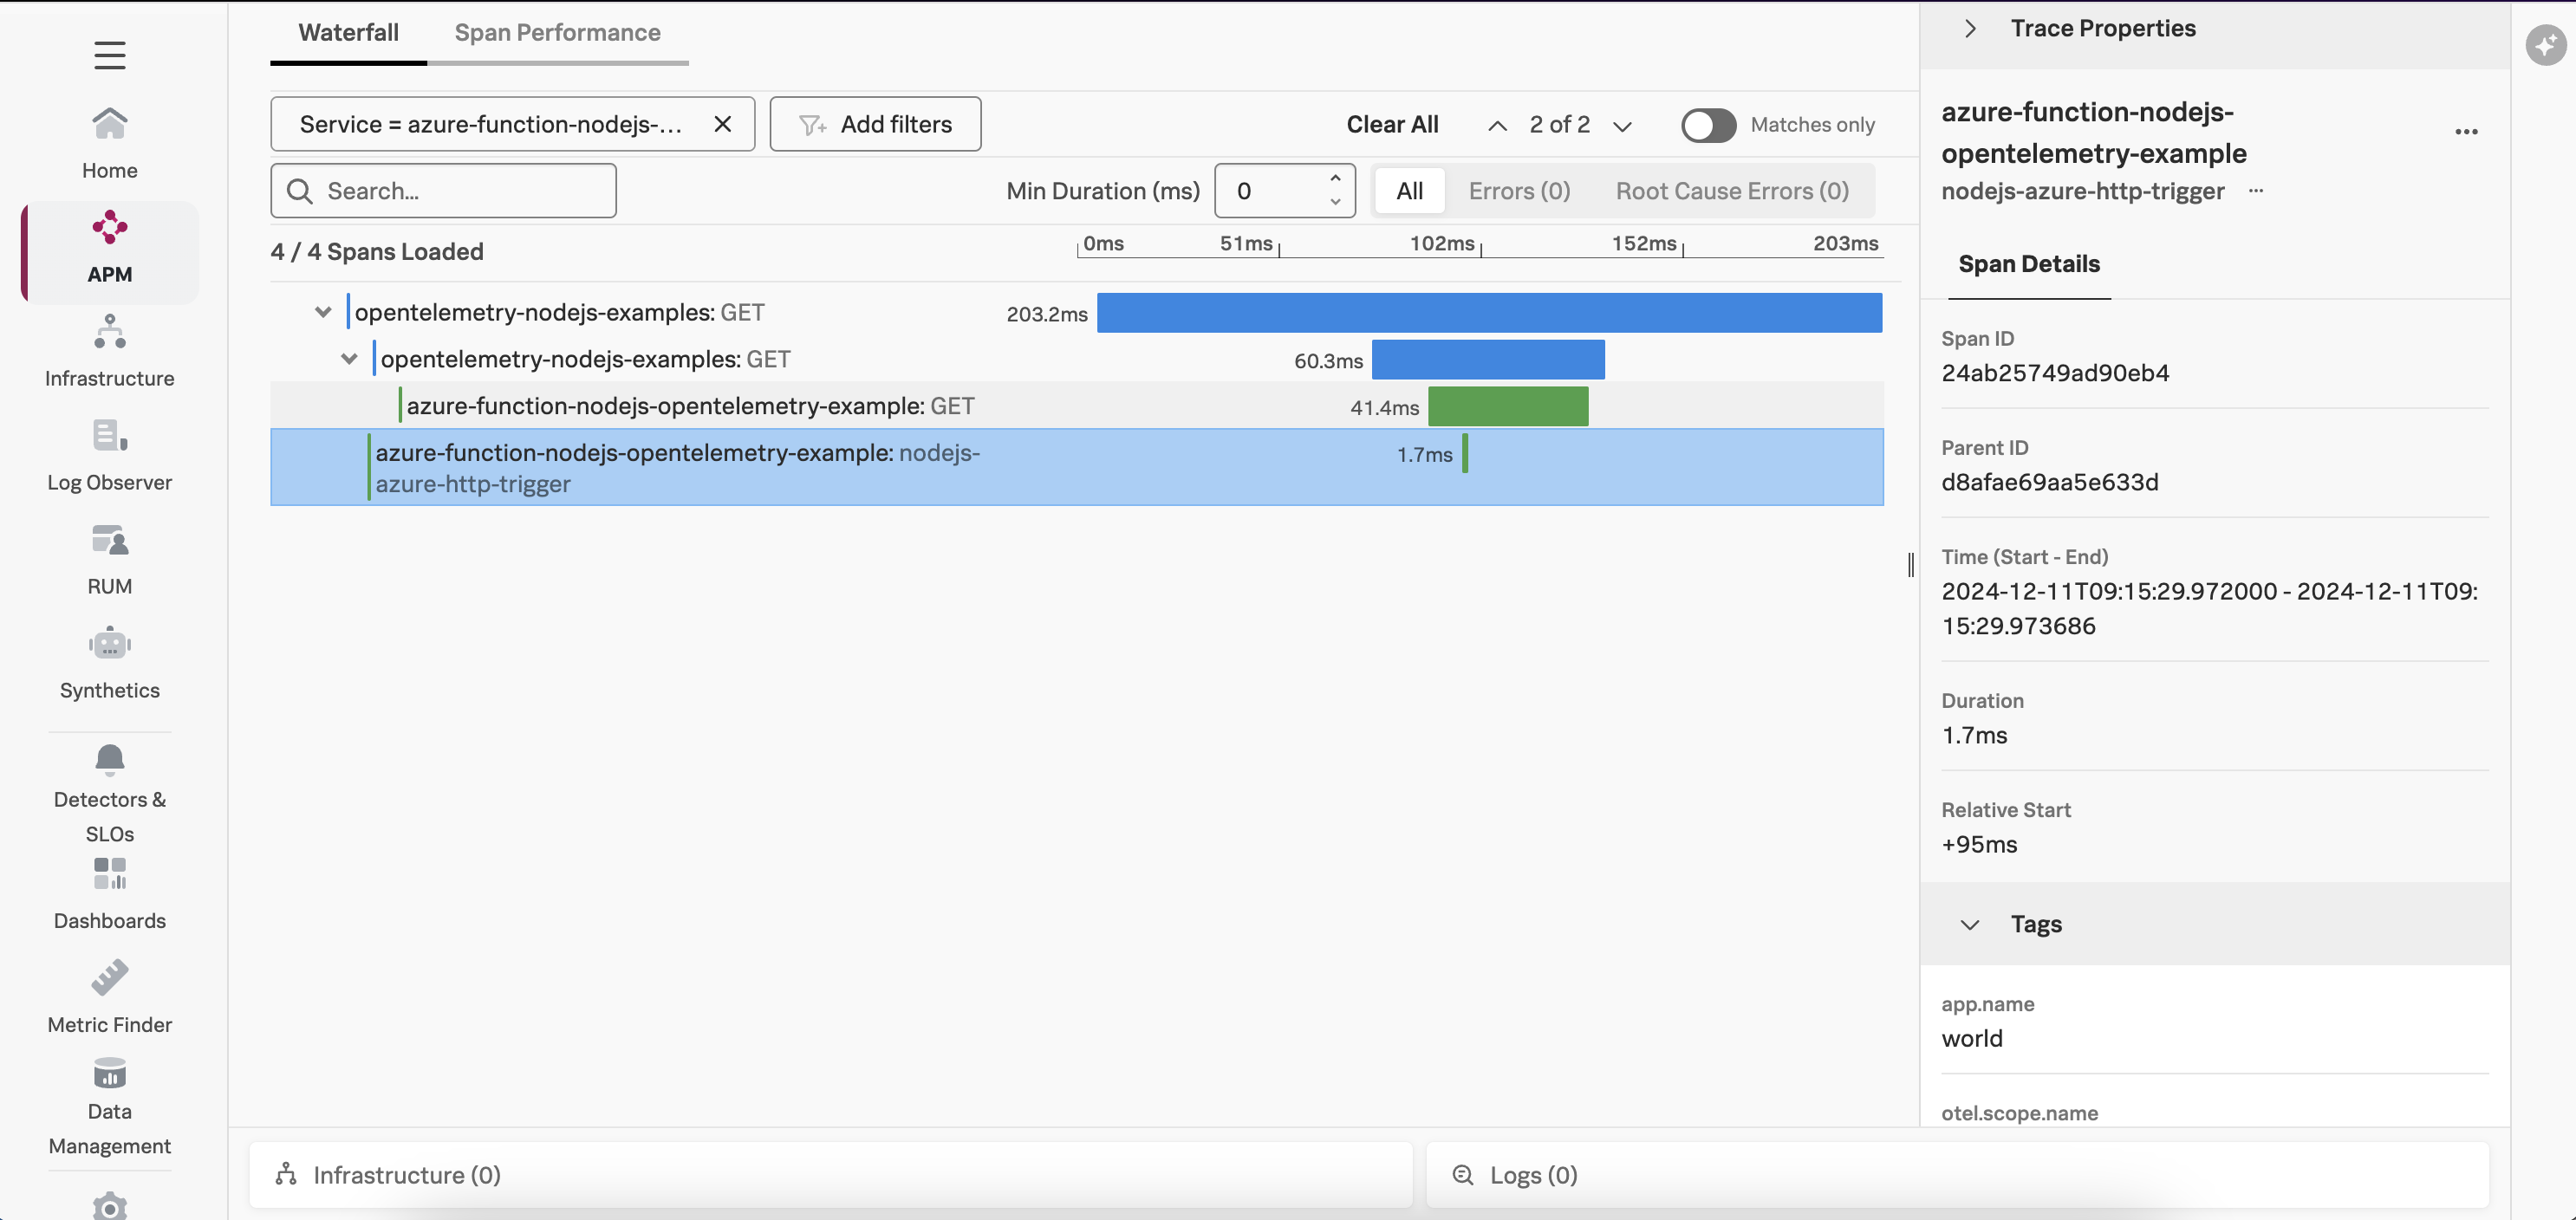 Home
APM
Infrastructure
Log Observer
RUM
Synthetics
Detectors &
SLOs
Dashboards
Metric Finder
Data
Management
Waterfall
Span Performance
Service = azure-function-nodejs-...
Add filters
Clear All
2 of 2
Matches only
Search...
Min Duration (ms)
0
All
Errors (0)
Root Cause Errors (0)
4 / 4 Spans Loaded
0ms
51ms
102ms
152ms
203ms
opentelemetry-nodejs-examples: GET
203.2ms
opentelemetry-nodejs-examples: GET
60.3ms
azure-function-nodejs-opentelemetry-example: GET
41.4ms
azure-function-nodejs-opentelemetry-example: nodejs-
azure-http-trigger
1.7ms
Infrastructure (0)
Logs (0)
Trace Properties
azure-function-nodejs-
opentelemetry-example
nodejs-azure-http-trigger
Span Details
Span ID
24ab25749ad90eb4
Parent ID
d8afae69aa5e633d
Time (Start - End)
2024-12-11T09:15:29.972000 - 2024-12-11T09:
15:29.973686
Duration
1.7ms
Relative Start
+95ms
Tags
app.name
world
otel.scope.name